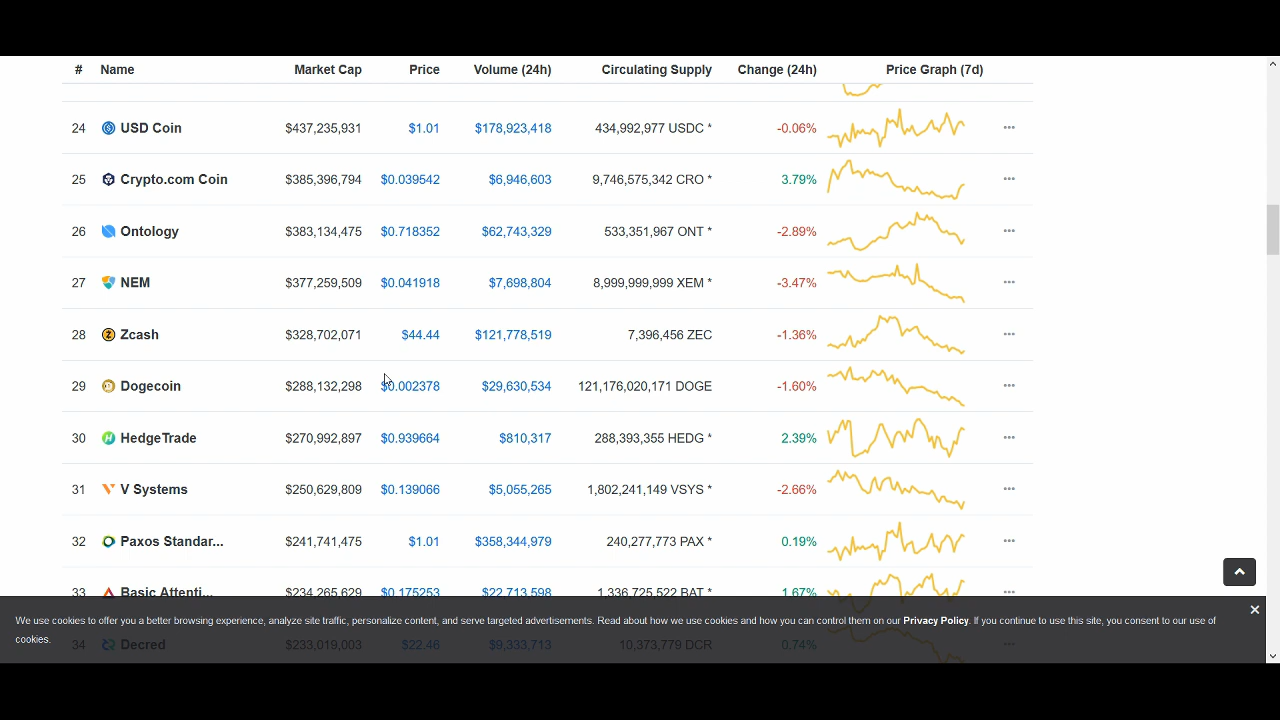 # Name Market Cap Price Volume (24h) Circulating Supply Change (24h) Price Graph (7d)
24 USD Coin $437,235,931 $1.01 $178,923,418 434,992,977 USDC * -0.06%
25 Crypto.com Coin $385,396,794 $0.039542 $6,946,603 9,746,575,342 CRO * 3.79%
26 Ontology $383,134,475 $0.718352 $62,743,329 533,351,967 ONT * -2.89%
27 NEM $377,259,509 $0.041918 $7,698,804 8,999,999,999 XEM * -3.47%
28 Zcash $328,702,071 $44.44 $121,778,519 7,396,456 ZEC -1.36%
29 Dogecoin $288,132,298 $0.002378 $29,630,534 121,176,020,171 DOGE -1.60%
30 HedgeTrade $270,992,897 $0.939664 $810,317 288,393,355 HEDG * 2.39%
31 V Systems $250,629,809 $0.139066 $5,055,265 1,802,241,149 VSYS * -2.66%
32 Paxos Standar... $241,741,475 $1.01 $358,344,979 240,277,773 PAX * 0.19%
33 Basic Attenti... $234,265,629 $0.175253 $22,713,598 1,336,725,522 BAT * 1.67%
We use cookies to offer you a better browsing experience, analyze site traffic, personalize content, and serve targeted advertisements. Read about how we use cookies and how you can control them on our Privacy Policy. If you continue to use this site, you consent to our use of
cookies.
34 Decred $233,019,003 $22.46 $9,333,713 10,373,779 DCR 0.74%